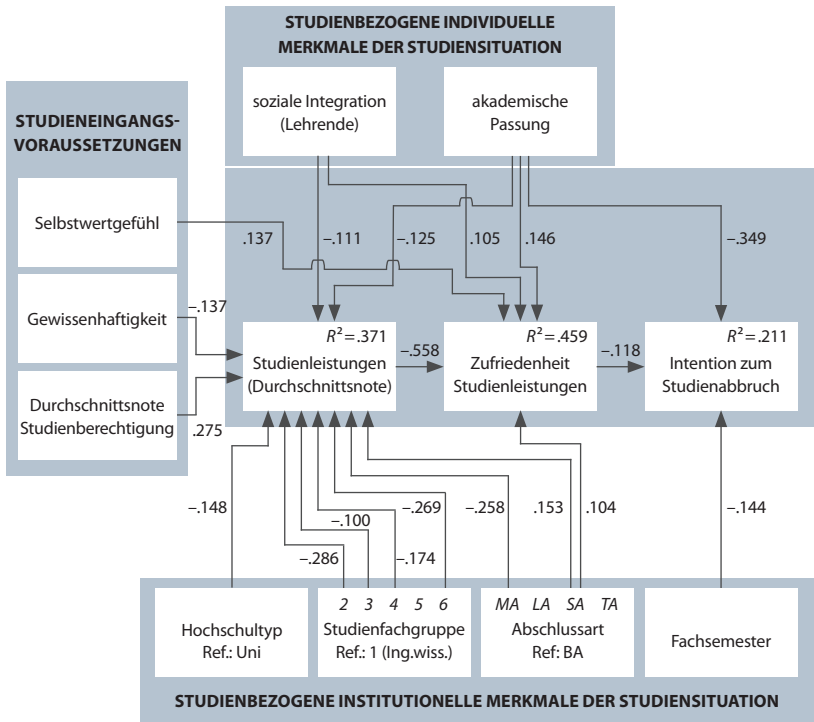 STUDIENBEZOGENE INDIVIDUELLE
MERKMALE DER STUDIENSITUATION
soziale Integration
(Lehrende)
akademische
Passung
STUDIENEINGANGS-
VORAUSSETZUNGEN
Selbstwertgefühl
Gewissenhaftigkeit
Durchschnittsnote
Studienberechtigung
.137
–.111
–.125
.105
.146
–.349
–.137
.275
R² = .371
Studienleistungen
(Durchschnittsnote)
–.558
R² = .459
Zufriedenheit
Studienleistungen
–.118
R² = .211
Intention zum
Studienabbruch
–.148
–.286
–.100
–.174
–.269
–.258
.153
.104
–.144
Hochschultyp
Ref.: Uni
2 3 4 5 6
Studienfachgruppe
Ref.: 1 (Ing.wiss.)
MA LA SA TA
Abschlussart
Ref: BA
Fachsemester
STUDIENBEZOGENE INSTITUTIONELLE MERKMALE DER STUDIENSITUATION